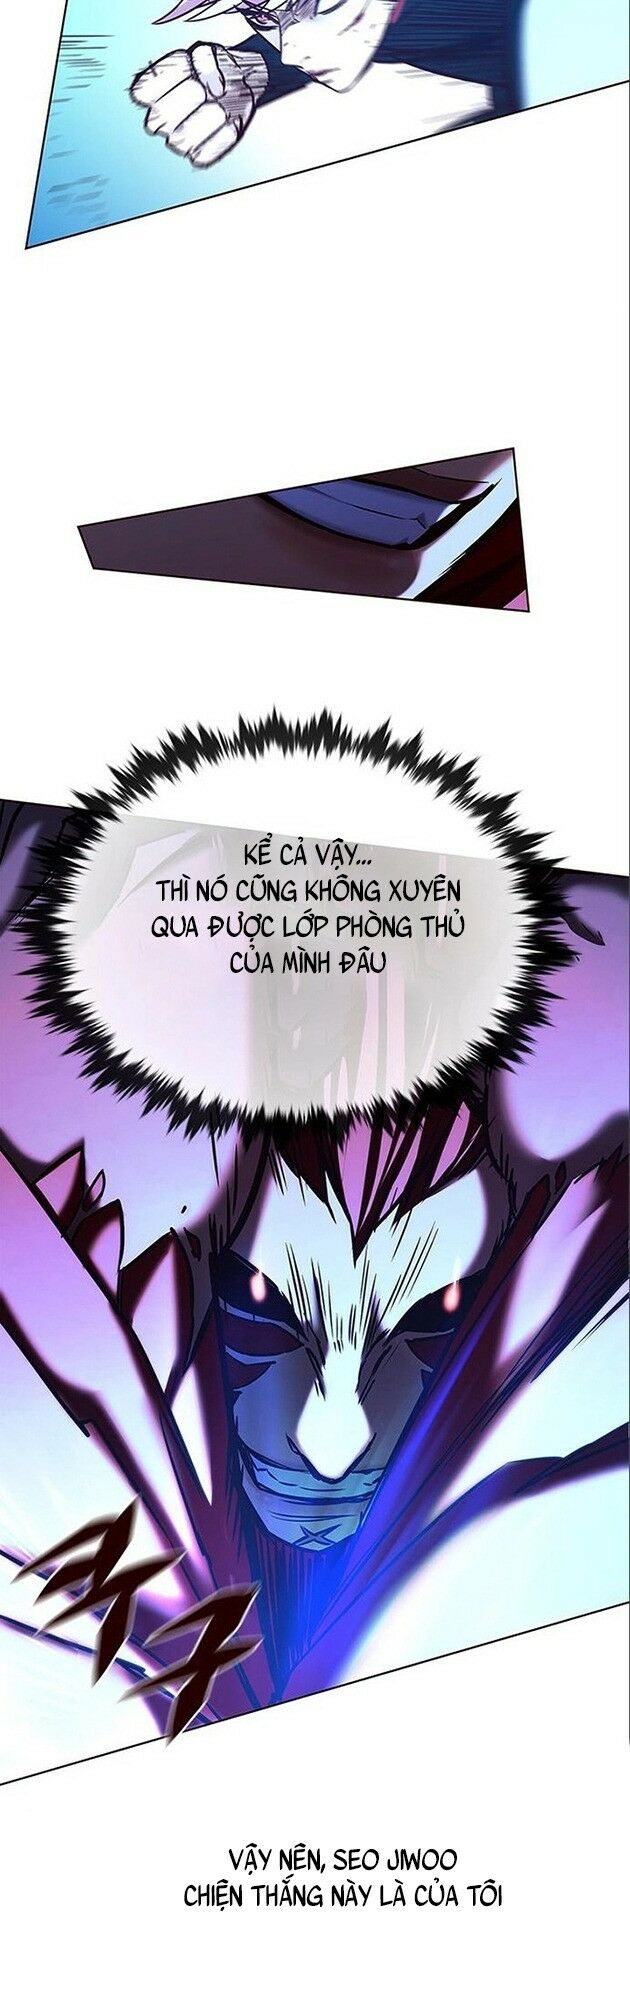 KỂ CẢ VẬY...
THÌ NÓ CŨNG KHÔNG XUYÊN
QUA ĐƯỢC LỚP PHÒNG THỦ
CỦA MÌNH ĐÂU
VẬY NÊN, SEO JIWOO
CHIẾN THẮNG NÀY LÀ CỦA TÔI